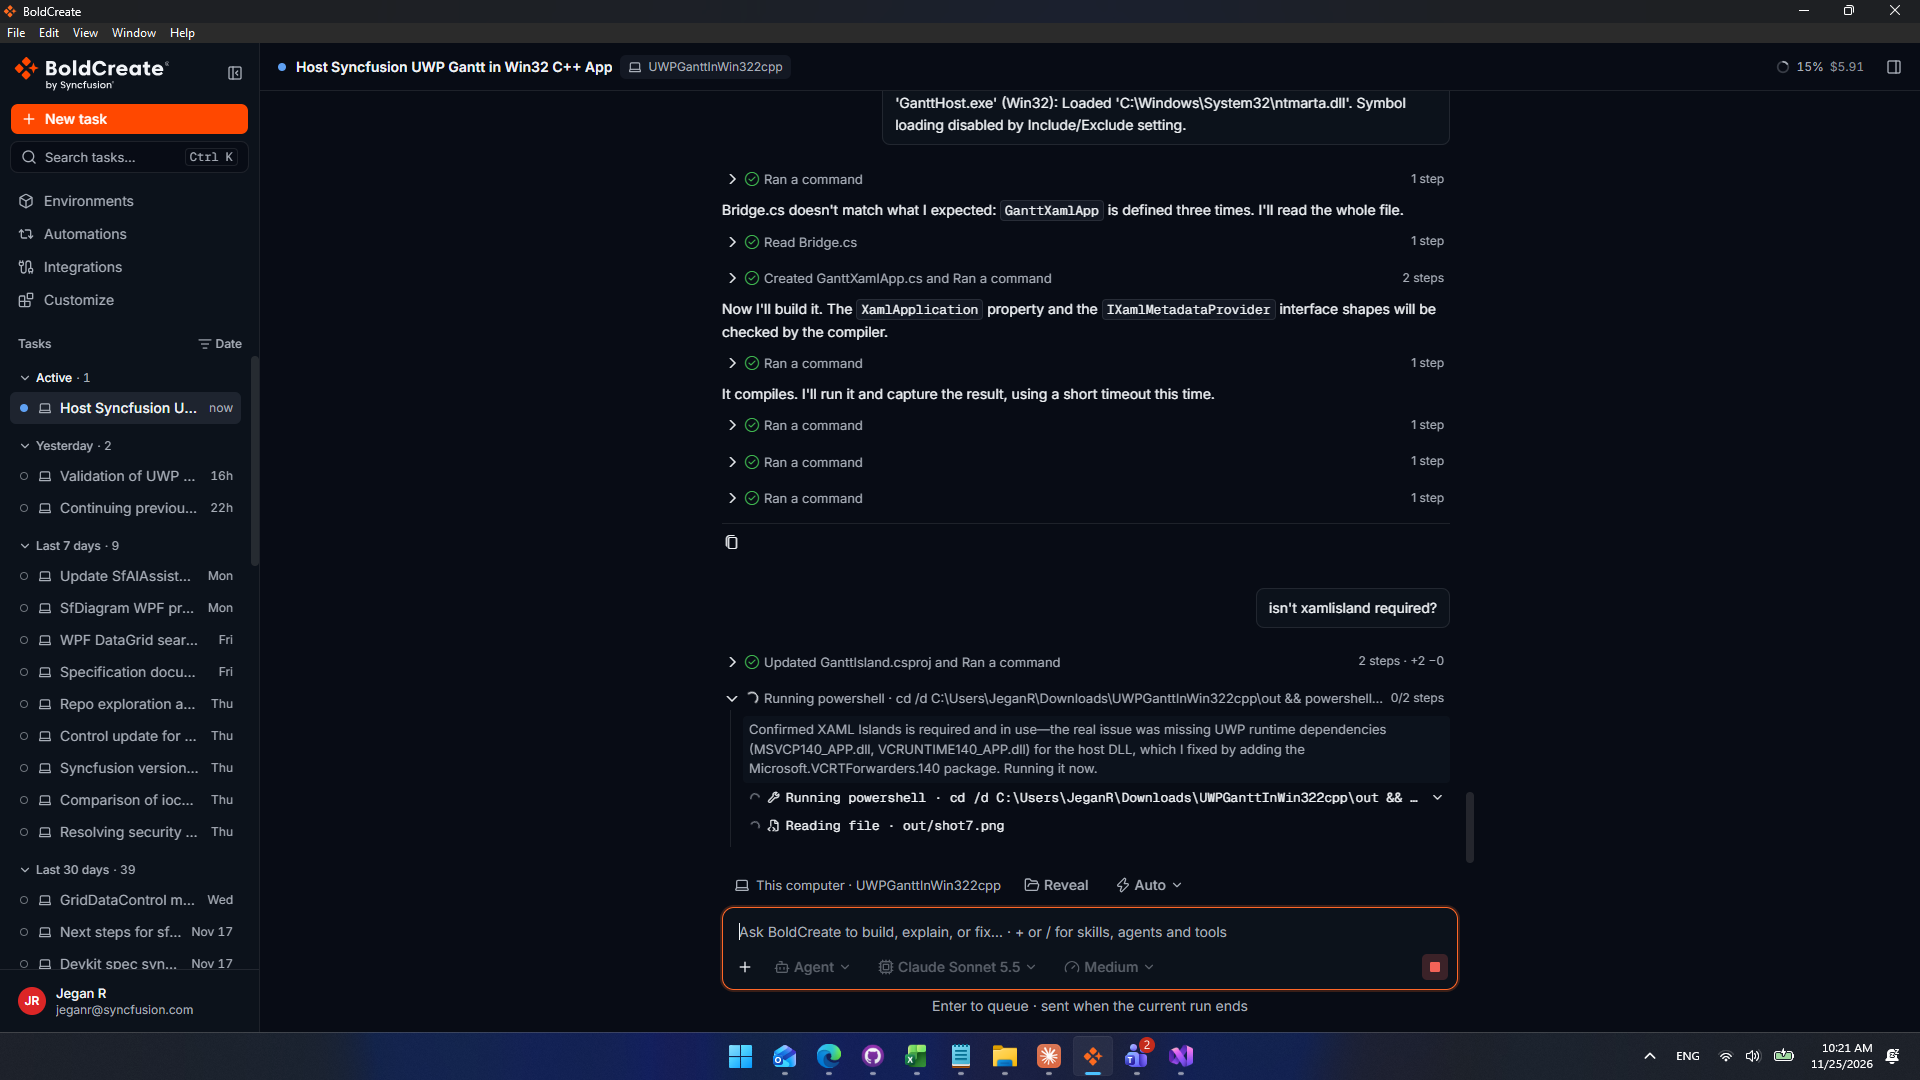 BoldCreate
File Edit View Window Help
BoldCreate
by Syncfusion
New task
Search tasks... Ctrl K
Environments
Automations
Integrations
Customize
Tasks Date
Active · 1
Host Syncfusion U... now
Yesterday · 2
Validation of UWP ... 16h
Continuing previou... 22h
Last 7 days · 9
Update SfAIAssist... Mon
SfDiagram WPF pr... Mon
WPF DataGrid sear... Fri
Specification docu... Fri
Repo exploration a... Thu
Control update for ... Thu
Syncfusion version... Thu
Comparison of ioc... Thu
Resolving security ... Thu
Last 30 days · 39
GridDataControl m... Wed
Next steps for sf... Nov 17
Devkit spec syn... Nov 17
JR
Jegan R
jeganr@syncfusion.com
Host Syncfusion UWP Gantt in Win32 C++ App UWPGanttInWin322cpp
15% $5.91
'GanttHost.exe' (Win32): Loaded 'C:\Windows\System32\ntmarta.dll'. Symbol
loading disabled by Include/Exclude setting.
Ran a command 1 step
Bridge.cs doesn't match what I expected: GanttXamlApp is defined three times. I'll read the whole file.
Read Bridge.cs 1 step
Created GanttXamlApp.cs and Ran a command 2 steps
Now I'll build it. The XamlApplication property and the IXamlMetadataProvider interface shapes will be
checked by the compiler.
Ran a command 1 step
It compiles. I'll run it and capture the result, using a short timeout this time.
Ran a command 1 step
Ran a command 1 step
Ran a command 1 step
isn't xamlisland required?
Updated GanttIsland.csproj and Ran a command 2 steps · +2 −0
Running powershell · cd /d C:\Users\JeganR\Downloads\UWPGanttInWin322cpp\out && powershell... 0/2 steps
Confirmed XAML Islands is required and in use—the real issue was missing UWP runtime dependencies
(MSVCP140_APP.dll, VCRUNTIME140_APP.dll) for the host DLL, which I fixed by adding the
Microsoft.VCRTForwarders.140 package. Running it now.
Running powershell · cd /d C:\Users\JeganR\Downloads\UWPGanttInWin322cpp\out && …
Reading file · out/shot7.png
This computer · UWPGanttInWin322cpp Reveal Auto
Ask BoldCreate to build, explain, or fix... · + or / for skills, agents and tools
Agent Claude Sonnet 5.5 Medium
Enter to queue · sent when the current run ends
2
ENG
10:21 AM
11/25/2026